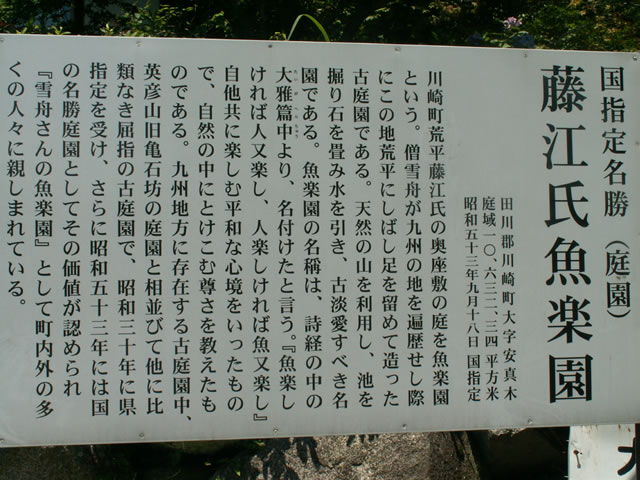 国指定名勝（庭園）
藤江氏魚楽園
田川郡川崎町大字安真木
庭域一〇、六三二、三四平方米
昭和五十三年九月十八日 国指定
川崎町荒平藤江氏の奥座敷の庭を魚楽園
という。僧雪舟が九州の地を遍歴せし際
にこの地荒平にしばし足を留めて造った
古庭園である。天然の山を利用し、池を
掘り石を畳み水を引き、古淡愛すべき名
園である。魚楽園の名稱は、詩経の中の
大雅篇中より、名付けたと言う。『魚楽し
ければ人又楽し、人楽しければ魚又楽し』
自他共に楽しむ平和な心境をいったもの
で、自然の中にとけこむ尊さを教えたも
のである。九州地方に存在する古庭園中、
英彦山旧亀石坊の庭園と相並びて他に比
類なき屈指の古庭園で、昭和三十年に県
指定を受け、さらに昭和五十三年には国
の名勝庭園としてその価値が認められ
『雪舟さんの魚楽園』として町内外の多
くの人々に親しまれている。